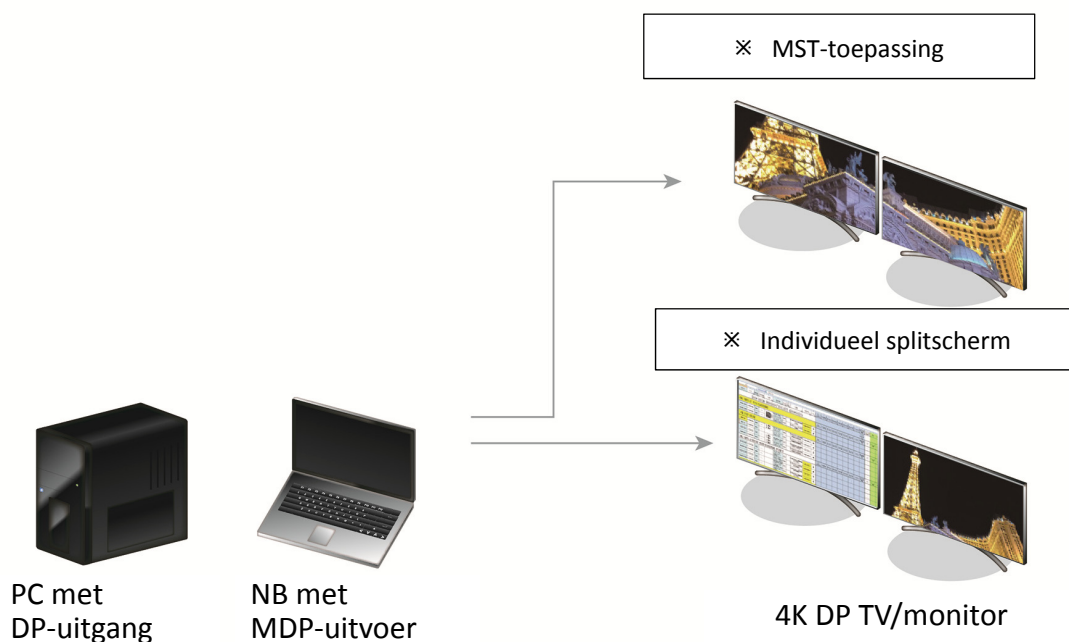 ※ MST-toepassing
※ Individueel splitscherm
PC met
DP-uitgang
NB met
MDP-uitvoer
4K DP TV/monitor